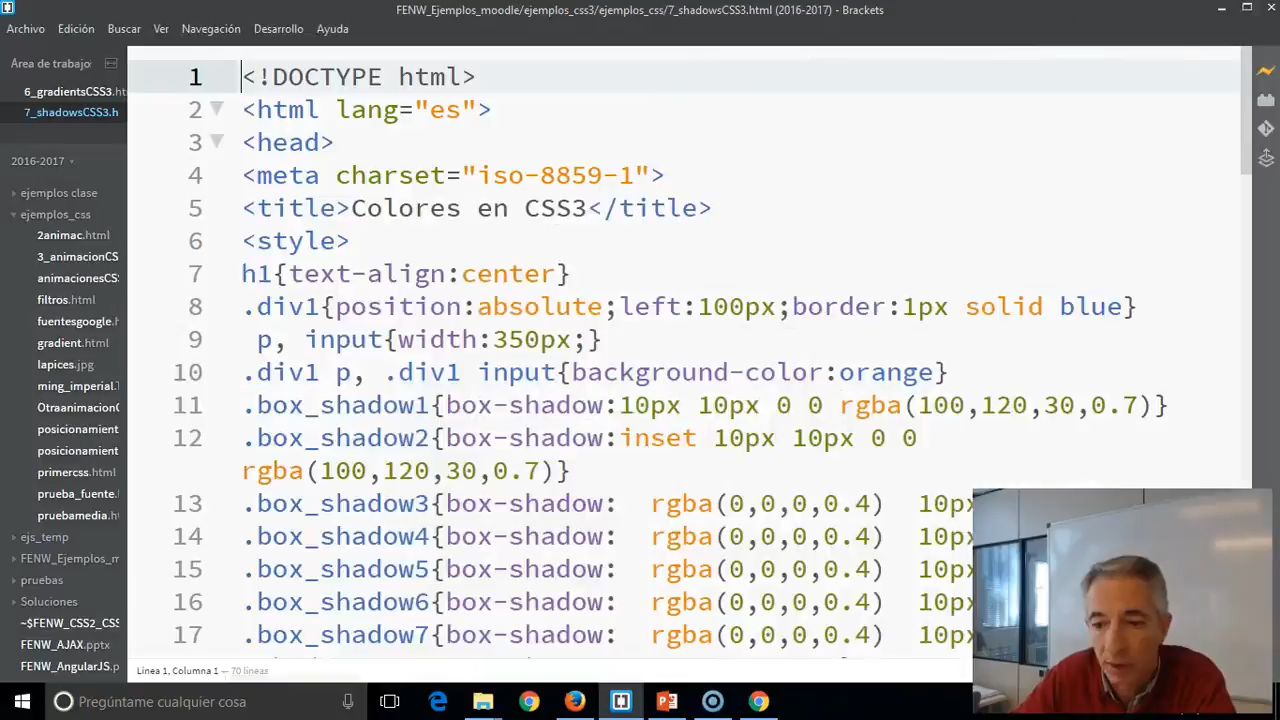 FENW_Ejemplos_moodle/ejemplos_css3/ejemplos_css/7_shadowsCSS3.html (2016-2017) - Brackets
Archivo Edición Buscar Ver Navegación Desarrollo Ayuda
Área de trabajo
6_gradientsCSS3.ht
7_shadowsCSS3.h
2016-2017
ejemplos clase
ejemplos_css
2animac.html
3_animacionCS
animacionesCS
filtros.html
fuentesgoogle.h
gradient.html
lapices.jpg
ming_imperial.T
Otraanimacion
posicionamient
posicionamient
primercss.html
prueba_fuente.
pruebamedia.ht
ejs_temp
FENW_Ejemplos_m
pruebas
Soluciones
~$FENW_CSS2_CSS
FENW_AJAX.pptx
FENW_AngularJS.p
1 <!DOCTYPE html>
2 <html lang="es">
3 <head>
4 <meta charset="iso-8859-1">
5 <title>Colores en CSS3</title>
6 <style>
7 h1{text-align:center}
8 .div1{position:absolute;left:100px;border:1px solid blue}
9 p, input{width:350px;}
10 .div1 p, .div1 input{background-color:orange}
11 .box_shadow1{box-shadow:10px 10px 0 0 rgba(100,120,30,0.7)}
12 .box_shadow2{box-shadow:inset 10px 10px 0 0
rgba(100,120,30,0.7)}
13 .box_shadow3{box-shadow: rgba(0,0,0,0.4) 10px
14 .box_shadow4{box-shadow: rgba(0,0,0,0.4) 10px
15 .box_shadow5{box-shadow: rgba(0,0,0,0.4) 10px
16 .box_shadow6{box-shadow: rgba(0,0,0,0.4) 10px
17 .box_shadow7{box-shadow: rgba(0,0,0,0.4) 10px
Línea 1, Columna 1 — 70 líneas
Pregúntame cualquier cosa